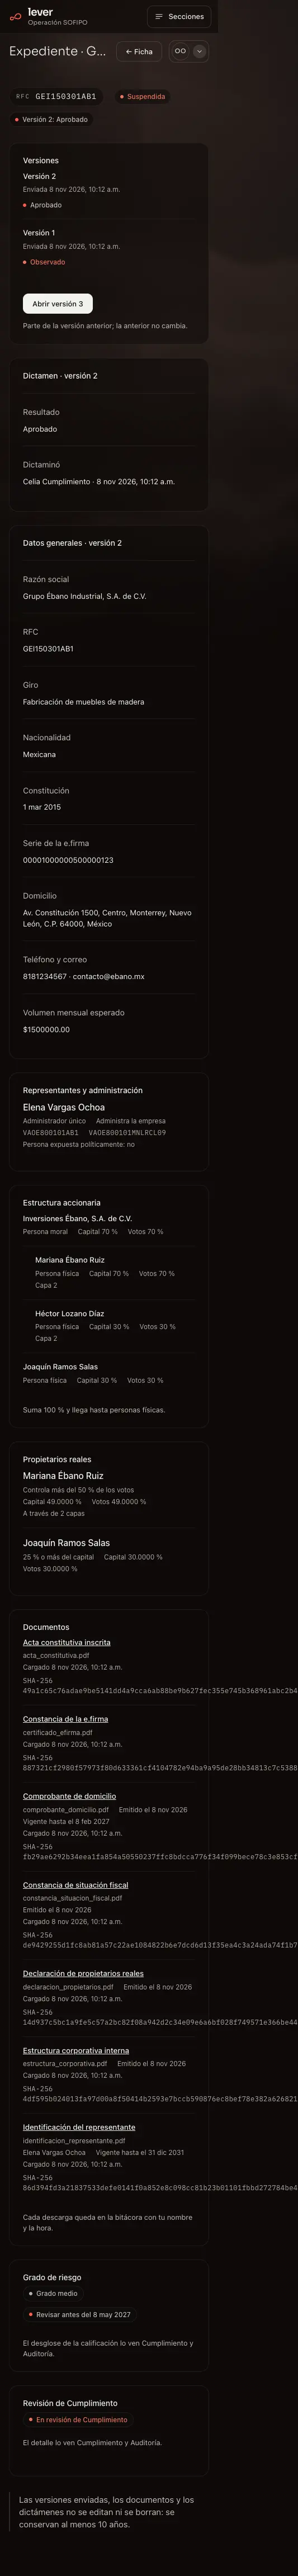 lever
Operación SOFIPO
Secciones
Expediente · G...
← Ficha
RFC GEI150301AB1
Suspendida
Versión 2: Aprobado
Versiones
Versión 2
Enviada 8 nov 2026, 10:12 a.m.
Aprobado
Versión 1
Enviada 8 nov 2026, 10:12 a.m.
Observado
Abrir versión 3
Parte de la versión anterior; la anterior no cambia.
Dictamen · versión 2
Resultado
Aprobado
Dictaminó
Celia Cumplimiento · 8 nov 2026, 10:12 a.m.
Datos generales · versión 2
Razón social
Grupo Ébano Industrial, S.A. de C.V.
RFC
GEI150301AB1
Giro
Fabricación de muebles de madera
Nacionalidad
Mexicana
Constitución
1 mar 2015
Serie de la e.firma
00001000000500000123
Domicilio
Av. Constitución 1500, Centro, Monterrey, Nuevo
León, C.P. 64000, México
Teléfono y correo
8181234567 · contacto@ebano.mx
Volumen mensual esperado
$1500000.00
Representantes y administración
Elena Vargas Ochoa
Administrador único Administra la empresa
VAOE800101AB1 VAOE800101MNLRCL09
Persona expuesta políticamente: no
Estructura accionaria
Inversiones Ébano, S.A. de C.V.
Persona moral Capital 70 % Votos 70 %
Mariana Ébano Ruiz
Persona física Capital 70 % Votos 70 %
Capa 2
Héctor Lozano Díaz
Persona física Capital 30 % Votos 30 %
Capa 2
Joaquín Ramos Salas
Persona física Capital 30 % Votos 30 %
Suma 100 % y llega hasta personas físicas.
Propietarios reales
Mariana Ébano Ruiz
Controla más del 50 % de los votos
Capital 49.0000 % Votos 49.0000 %
A través de 2 capas
Joaquín Ramos Salas
25 % o más del capital Capital 30.0000 %
Votos 30.0000 %
Documentos
Acta constitutiva inscrita
acta_constitutiva.pdf
Cargado 8 nov 2026, 10:12 a.m.
SHA-256
49a1c65c76adae9be5141dd4a9cca6ab88be9b627fec355e745b368961abc2b4
Constancia de la e.firma
certificado_efirma.pdf
Cargado 8 nov 2026, 10:12 a.m.
SHA-256
887321cf2980f57973f80d633361cf4104782e94ba9a95de28bb34813c7c5388
Comprobante de domicilio
comprobante_domicilio.pdf Emitido el 8 nov 2026
Vigente hasta el 8 feb 2027
Cargado 8 nov 2026, 10:12 a.m.
SHA-256
fb29ae6292b34eea1fa854a50550237ffc8bdcca776f34f099bece78c3e853cf
Constancia de situación fiscal
constancia_situacion_fiscal.pdf
Emitido el 8 nov 2026
Cargado 8 nov 2026, 10:12 a.m.
SHA-256
de9429255d1fc8ab81a57c22ae1084822b6e7dcd6d13f35ea4c3a24ada74f1b7
Declaración de propietarios reales
declaracion_propietarios.pdf Emitido el 8 nov 2026
Cargado 8 nov 2026, 10:12 a.m.
SHA-256
14d937c5bc1a9fe5c57a2bc82f08a942d2c34e09e6a6bf028f749571e366be44
Estructura corporativa interna
estructura_corporativa.pdf Emitido el 8 nov 2026
Cargado 8 nov 2026, 10:12 a.m.
SHA-256
4df595b024013fa97d00a8f50414b2593e7bccb590876ec8bef78e382a626821
Identificación del representante
identificacion_representante.pdf
Elena Vargas Ochoa Vigente hasta el 31 dic 2031
Cargado 8 nov 2026, 10:12 a.m.
SHA-256
86d394fd3a21837533defe0141f0a852e8c098cc81b23b01101fbbd272784be4
Cada descarga queda en la bitácora con tu nombre
y la hora.
Grado de riesgo
Grado medio
Revisar antes del 8 may 2027
El desglose de la calificación lo ven Cumplimiento y
Auditoría.
Revisión de Cumplimiento
En revisión de Cumplimiento
El detalle lo ven Cumplimiento y Auditoría.
Las versiones enviadas, los documentos y los
dictámenes no se editan ni se borran: se
conservan al menos 10 años.